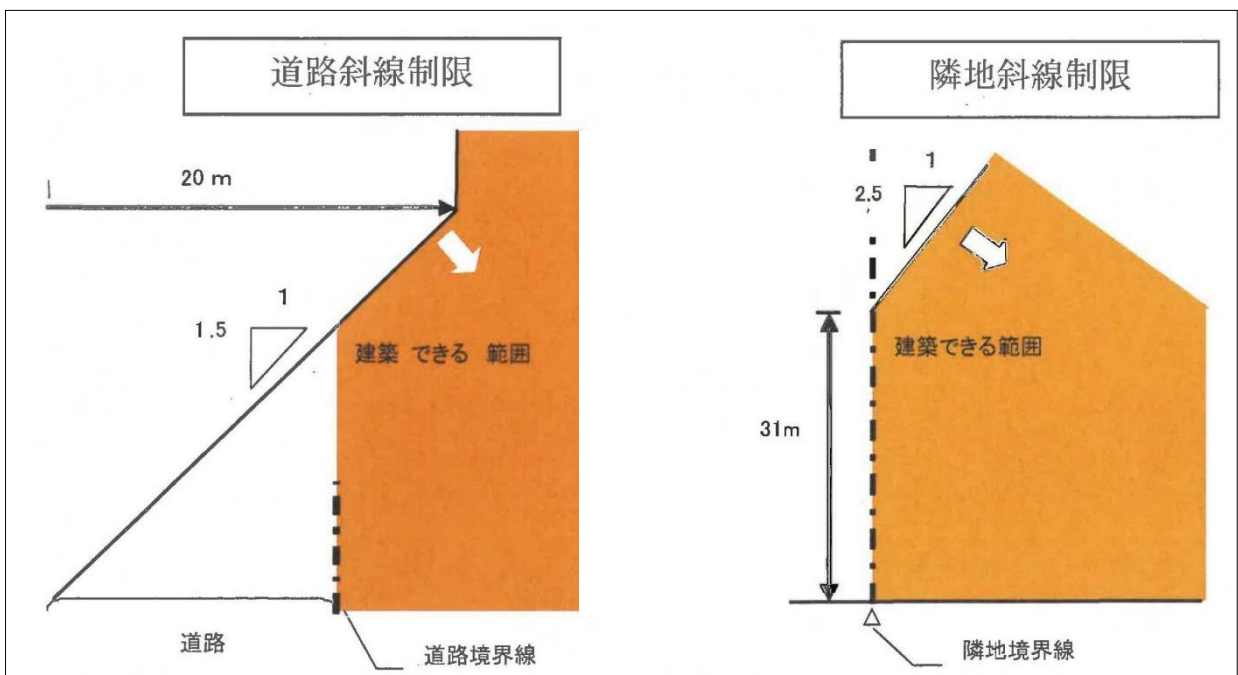 道路斜線制限
20 m
1
1.5
建築 できる 範囲
道路
道路境界線
隣地斜線制限
1
2.5
建築できる範囲
31m
隣地境界線